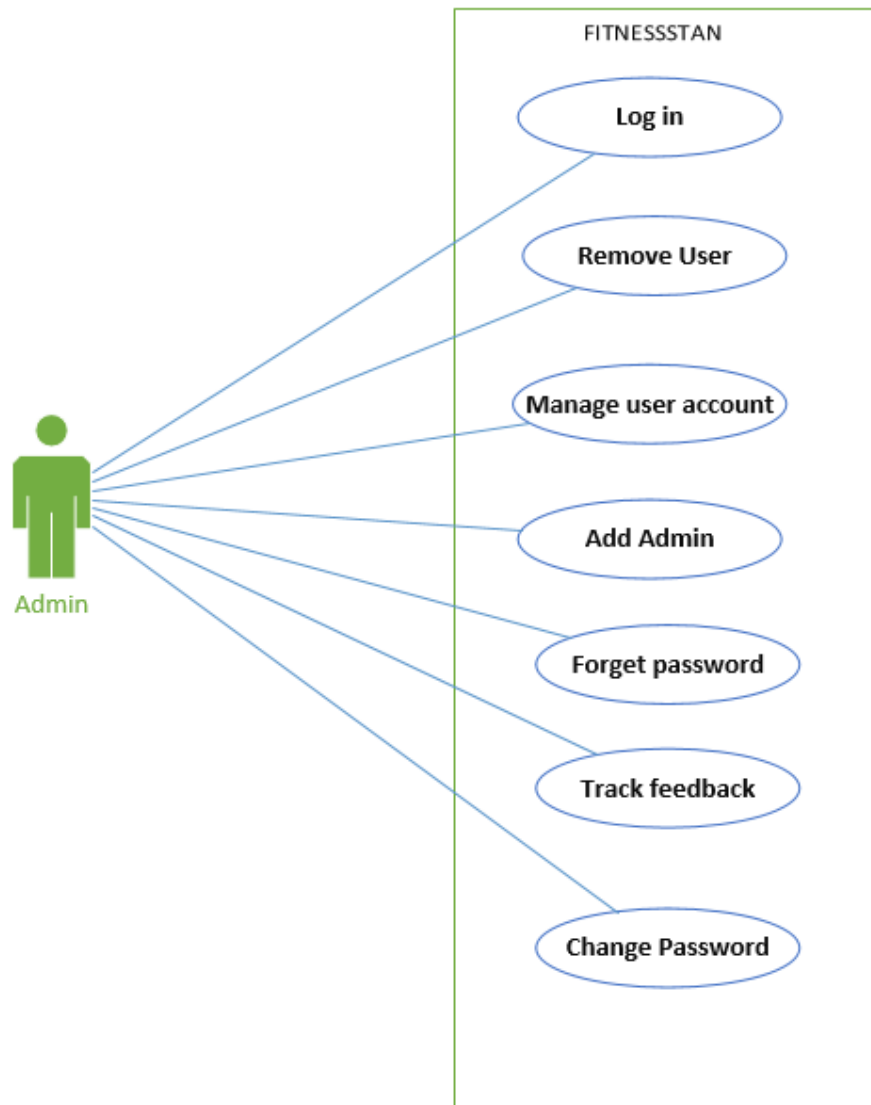 FITNESSSTAN
Log in
Remove User
Manage user account
Add Admin
Admin
Forget password
Track feedback
Change Password